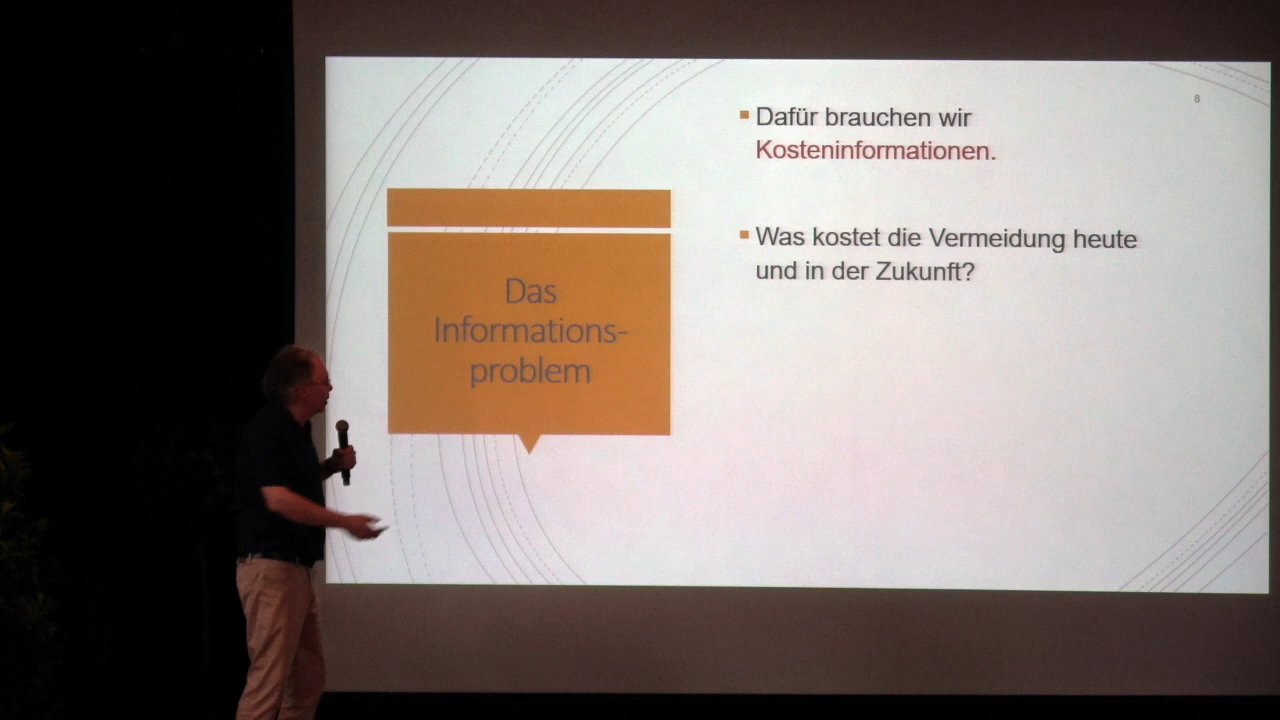 8
Das
Informations-
problem
Dafür brauchen wir
Kosteninformationen.
Was kostet die Vermeidung heute
und in der Zukunft?